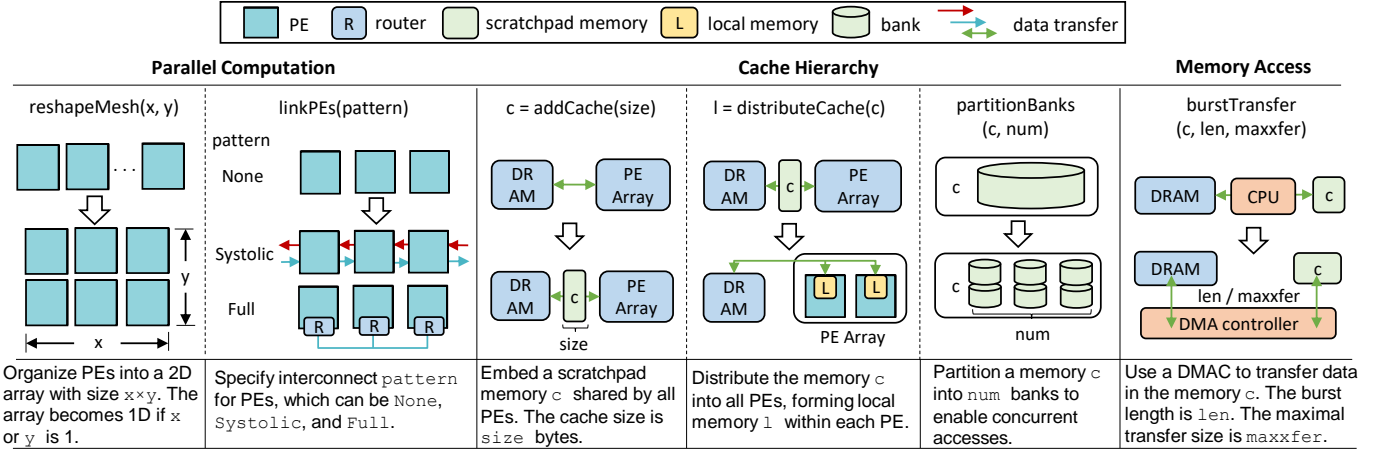 PE
R
router
scratchpad memory
L
local memory
bank
data transfer
Parallel Computation
Cache Hierarchy
Memory Access
reshapeMesh(x, y)
...
y
x
linkPEs(pattern)
pattern
None
Systolic
Full
R
R
R
c = addCache(size)
DR
AM
PE
Array
DR
AM
c
PE
Array
size
l = distributeCache(c)
DR
AM
c
PE
Array
DR
AM
L
L
PE Array
partitionBanks
(c, num)
c
c
num
burstTransfer
(c, len, maxxfer)
DRAM
CPU
c
DRAM
c
len / maxxfer
DMA controller
Organize PEs into a 2D
array with size x×y. The
array becomes 1D if x
or y is 1.
Specify interconnect pattern
for PEs, which can be None,
Systolic, and Full.
Embed a scratchpad
memory c shared by all
PEs. The cache size is
size bytes.
Distribute the memory c
into all PEs, forming local
memory l within each PE.
Partition a memory c
into num banks to
enable concurrent
accesses.
Use a DMAC to transfer data
in the memory c. The burst
length is len. The maximal
transfer size is maxxfer.